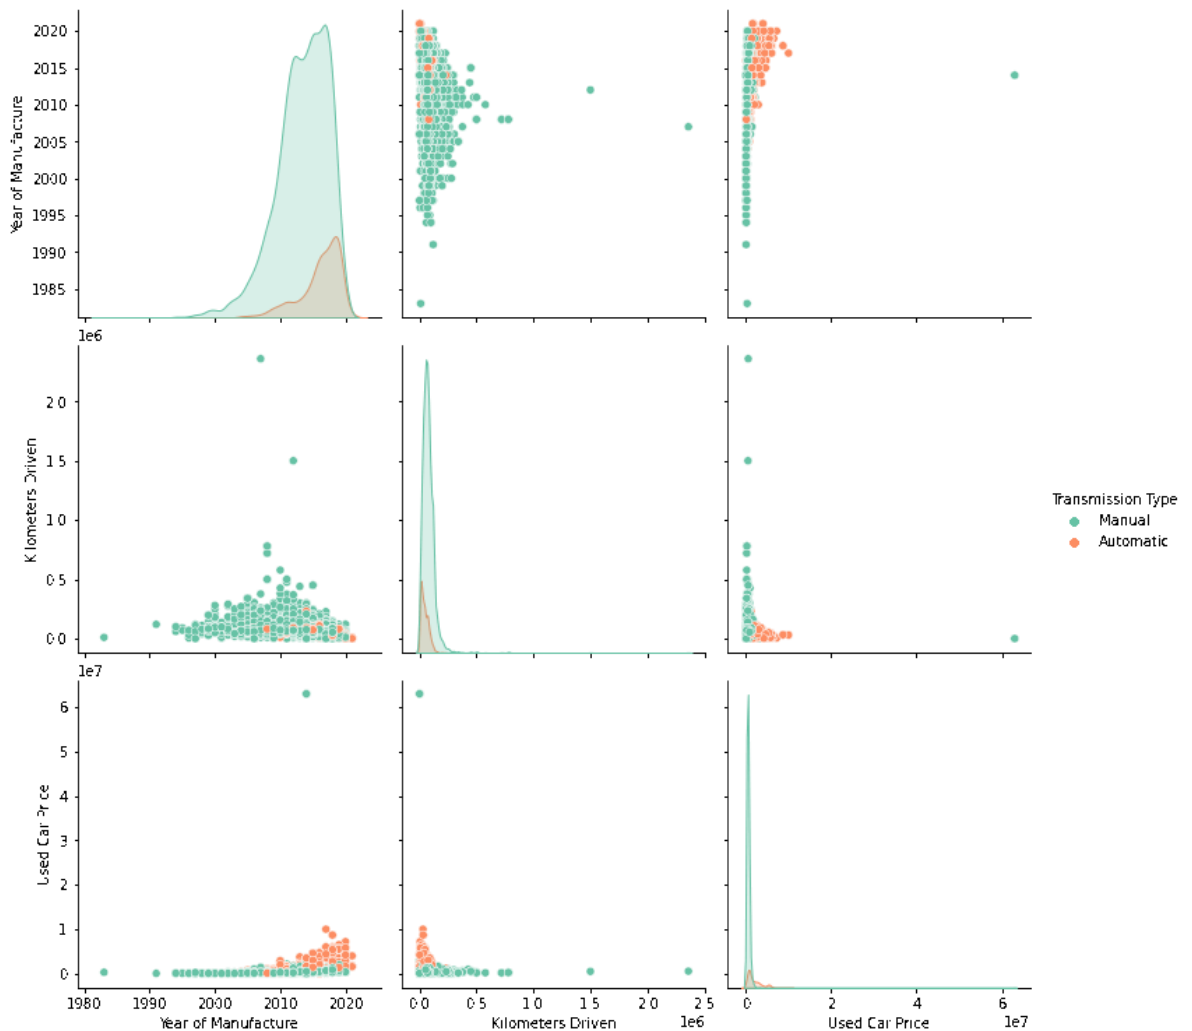 2020
2015
2010
2005
2000
1995
1990
1985
Year of Manufacture
1e6
2 0
1 5
1 0
0 5
0 0
K lometers Driven
Transmission Type
Manual
Automatic
1e7
6
5
4
3
2
1
0
Used Car Pr ce
1980 1990 2000 2010 2020
Year of Manufacture
0 0 0 5 1 0 1 5 2 0 2 5
1e6
Kilometers Driven
0 2 4 6
1e7
Used Car Price